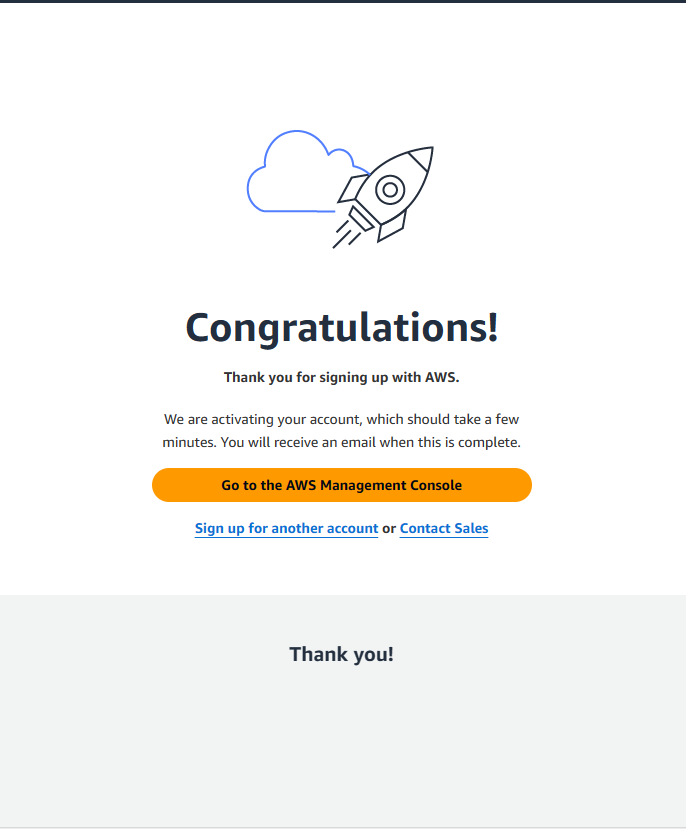 Congratulations!
Thank you for signing up with AWS.
We are activating your account, which should take a few
minutes. You will receive an email when this is complete.
Go to the AWS Management Console
Sign up for another account or Contact Sales
Thank you!